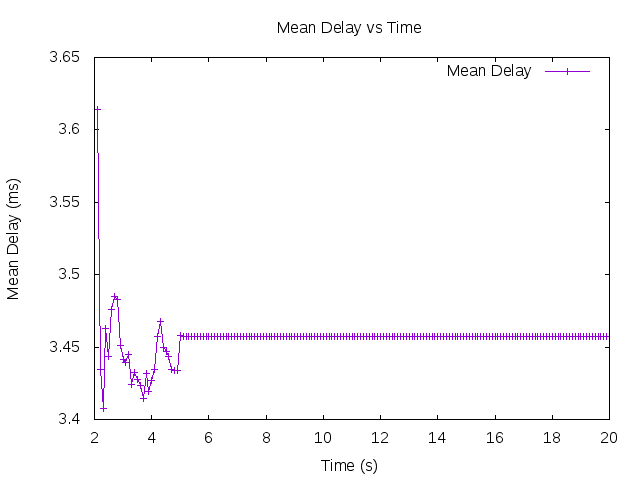 Mean Delay vs Time
Mean Delay
Mean Delay (ms)
3.65
3.6
3.55
3.5
3.45
3.4
2 4 6 8 10 12 14 16 18 20
Time (s)